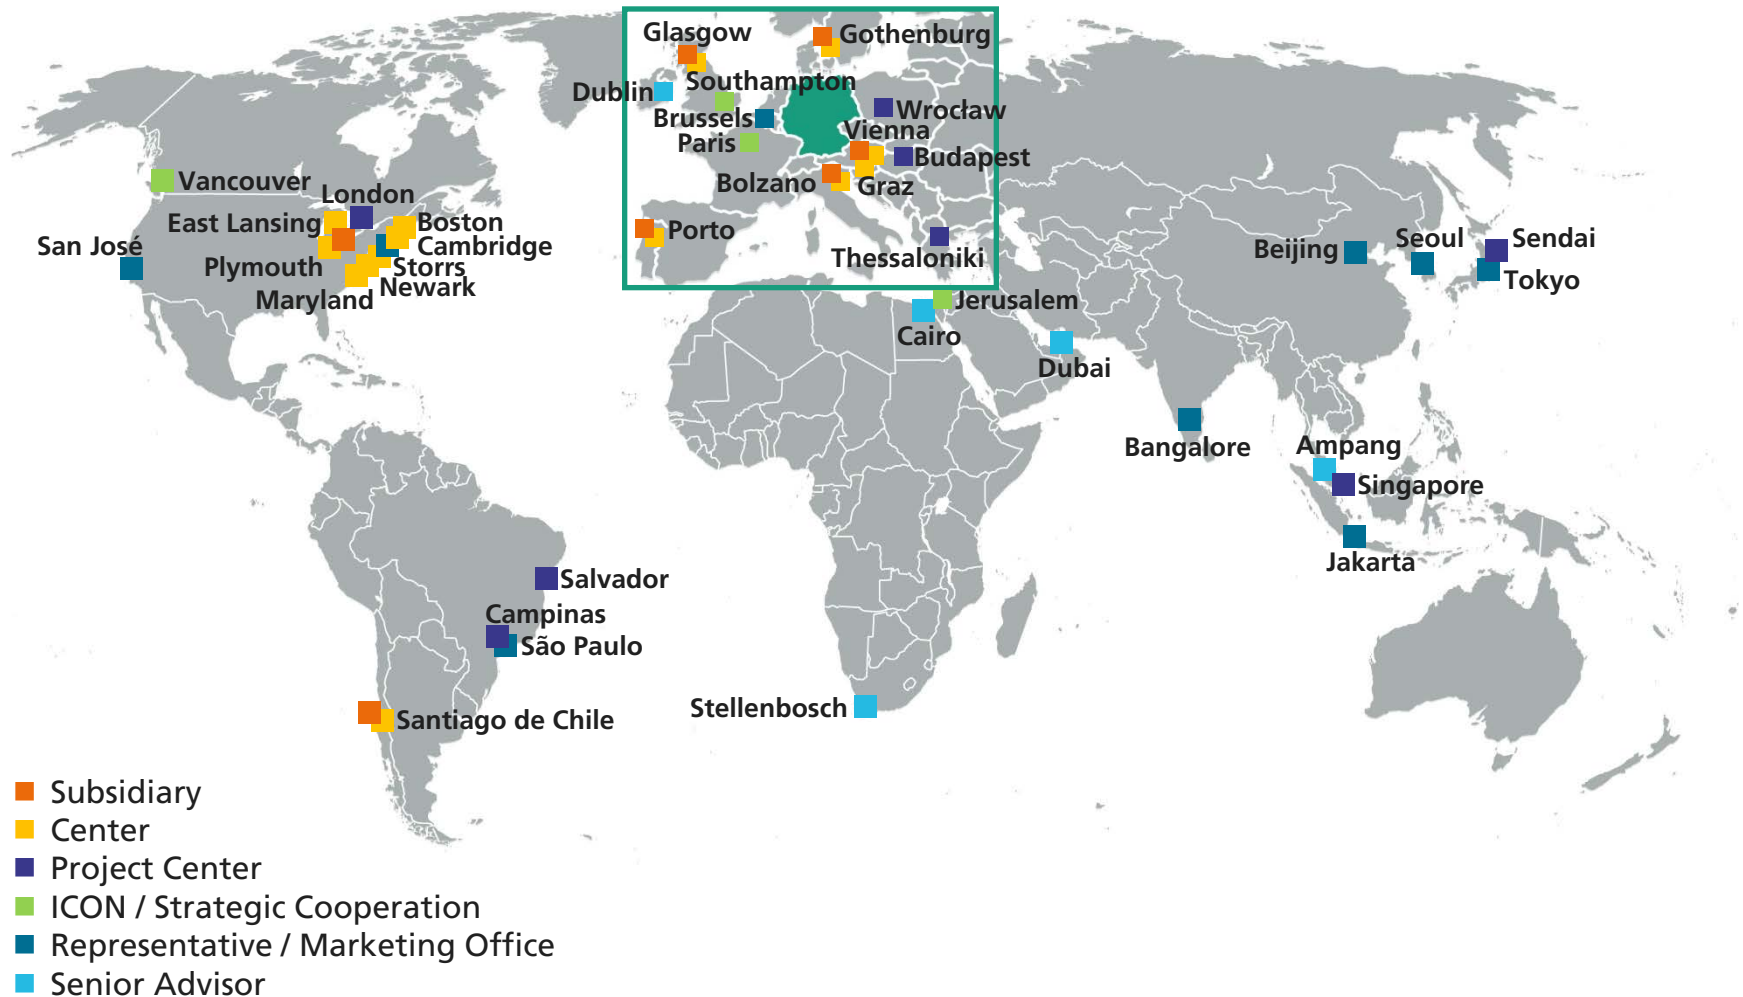 Glasgow
Gothenburg
Southampton
Dublin
Brussels
Wrocław
Paris
Vienna
Budapest
Bolzano
Graz
Porto
Thessaloniki
Vancouver
London
East Lansing
Boston
San José
Cambridge
Plymouth
Storrs
Newark
Maryland
Beijing
Seoul
Sendai
Tokyo
Jerusalem
Cairo
Dubai
Bangalore
Ampang
Singapore
Jakarta
Salvador
Campinas
São Paulo
Stellenbosch
Santiago de Chile
Subsidiary
Center
Project Center
ICON / Strategic Cooperation
Representative / Marketing Office
Senior Advisor